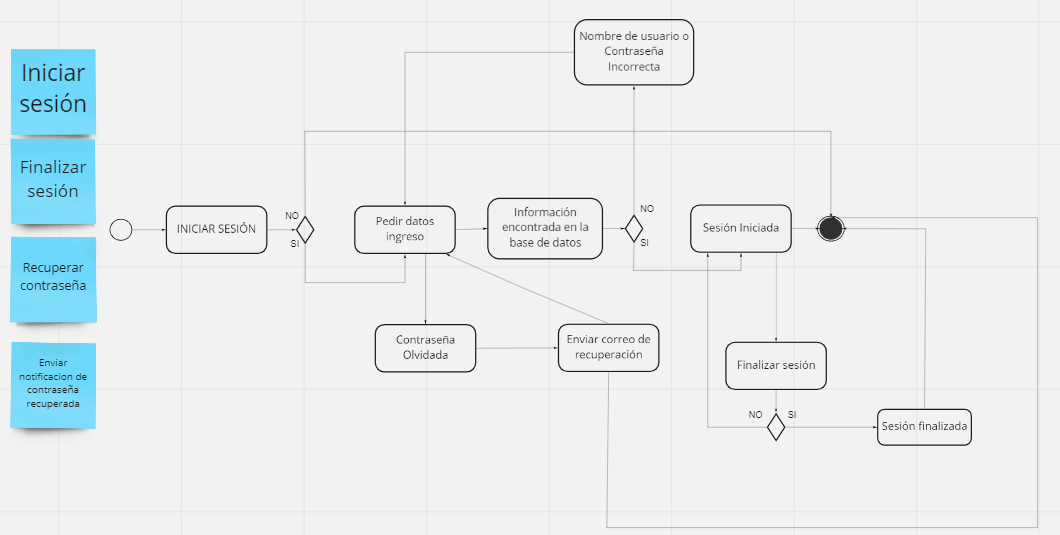 Iniciar
sesión
Finalizar
sesión
Recuperar
contraseña
Enviar
notificacion de
contraseña
recuperada
Nombre de usuario o
Contraseña
Incorrecta
INICIAR SESIÓN
NO
SI
Pedir datos
ingreso
Información
encontrada en la
base de datos
NO
SI
Sesión Iniciada
Contraseña
Olvidada
Enviar correo de
recuperación
Finalizar sesión
NO
SI
Sesión finalizada